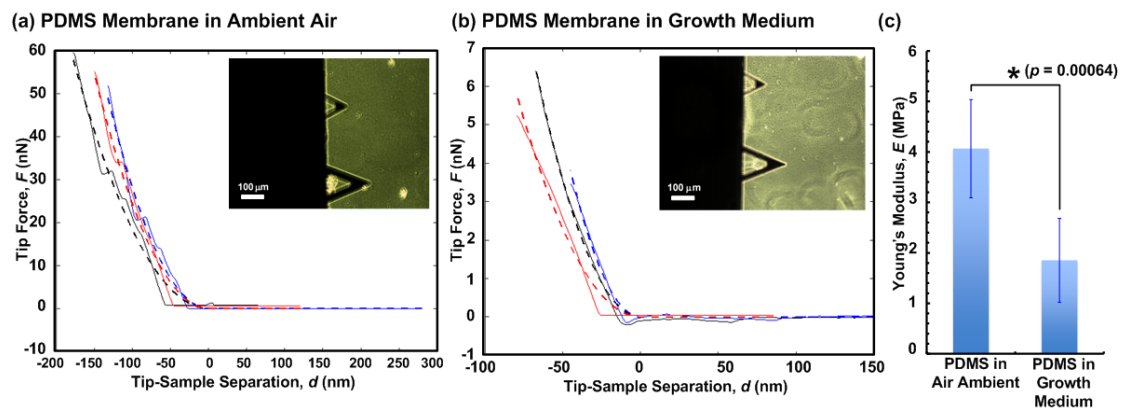 (a) PDMS Membrane in Ambient Air
60
50
40
30
20
10
0
-10
Tip Force, F (nN)
100 μm
-200 -150 -100 -50 0 50 100 150 200 250 300
Tip-Sample Separation, d (nm)
(b) PDMS Membrane in Growth Medium
7
6
5
4
3
2
1
0
-1
Tip Force, F (nN)
100 μm
-100 -50 0 50 100 150
Tip-Sample Separation, d (nm)
(c)
6
5
4
3
2
1
0
Young's Modulus, E (MPa)
* (p = 0.00064)
PDMS in
Air Ambient
PDMS in
Growth
Medium